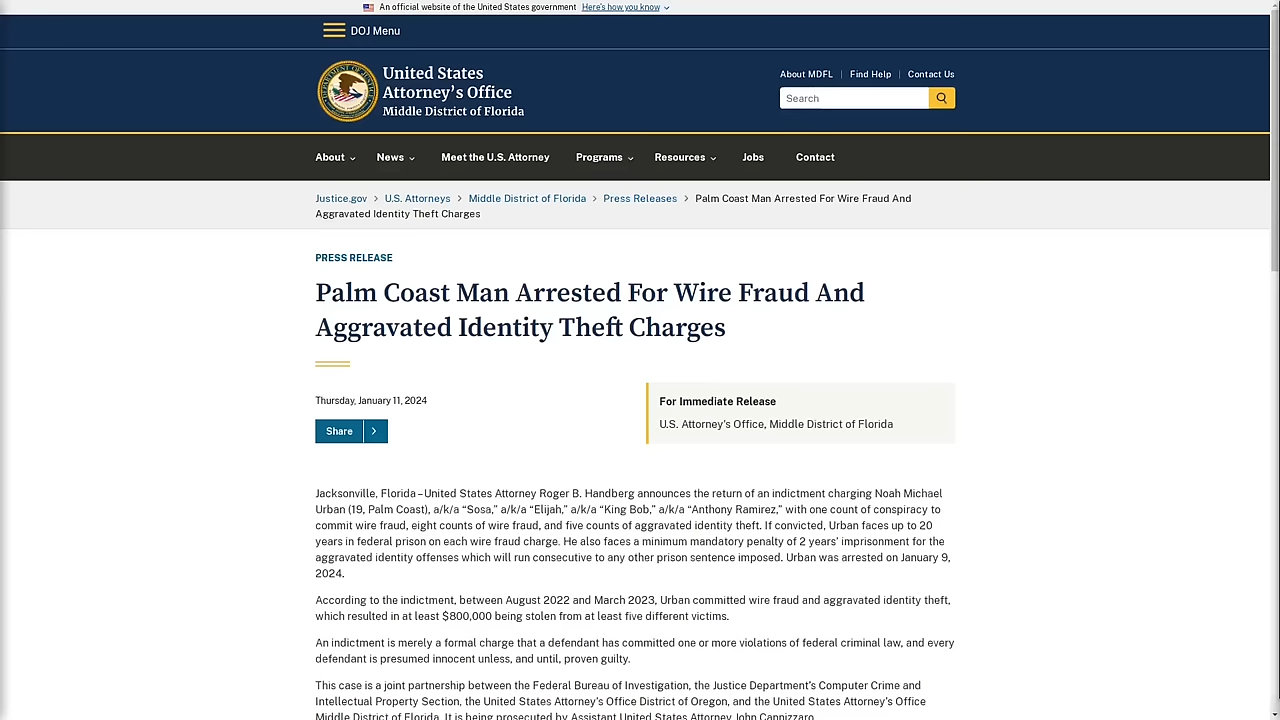 An official website of the United States government Here's how you know
DOJ Menu
United States
Attorney's Office
Middle District of Florida
About MDFL | Find Help | Contact Us
Search
About News Meet the U.S. Attorney Programs Resources Jobs Contact
Justice.gov > U.S. Attorneys > Middle District of Florida > Press Releases > Palm Coast Man Arrested For Wire Fraud And
Aggravated Identity Theft Charges
PRESS RELEASE
Palm Coast Man Arrested For Wire Fraud And
Aggravated Identity Theft Charges
Thursday, January 11, 2024
Share >
For Immediate Release
U.S. Attorney's Office, Middle District of Florida
Jacksonville, Florida – United States Attorney Roger B. Handberg announces the return of an indictment charging Noah Michael
Urban (19, Palm Coast), a/k/a “Sosa,” a/k/a “Elijah,” a/k/a “King Bob,” a/k/a “Anthony Ramirez,” with one count of conspiracy to
commit wire fraud, eight counts of wire fraud, and five counts of aggravated identity theft. If convicted, Urban faces up to 20
years in federal prison on each wire fraud charge. He also faces a minimum mandatory penalty of 2 years’ imprisonment for the
aggravated identity offenses which will run consecutive to any other prison sentence imposed. Urban was arrested on January 9,
2024.
According to the indictment, between August 2022 and March 2023, Urban committed wire fraud and aggravated identity theft,
which resulted in at least $800,000 being stolen from at least five different victims.
An indictment is merely a formal charge that a defendant has committed one or more violations of federal criminal law, and every
defendant is presumed innocent unless, and until, proven guilty.
This case is a joint partnership between the Federal Bureau of Investigation, the Justice Department’s Computer Crime and
Intellectual Property Section, the United States Attorney’s Office District of Oregon, and the United States Attorney’s Office
Middle District of Florida. It is being prosecuted by Assistant United States Attorney John Cannizzaro.